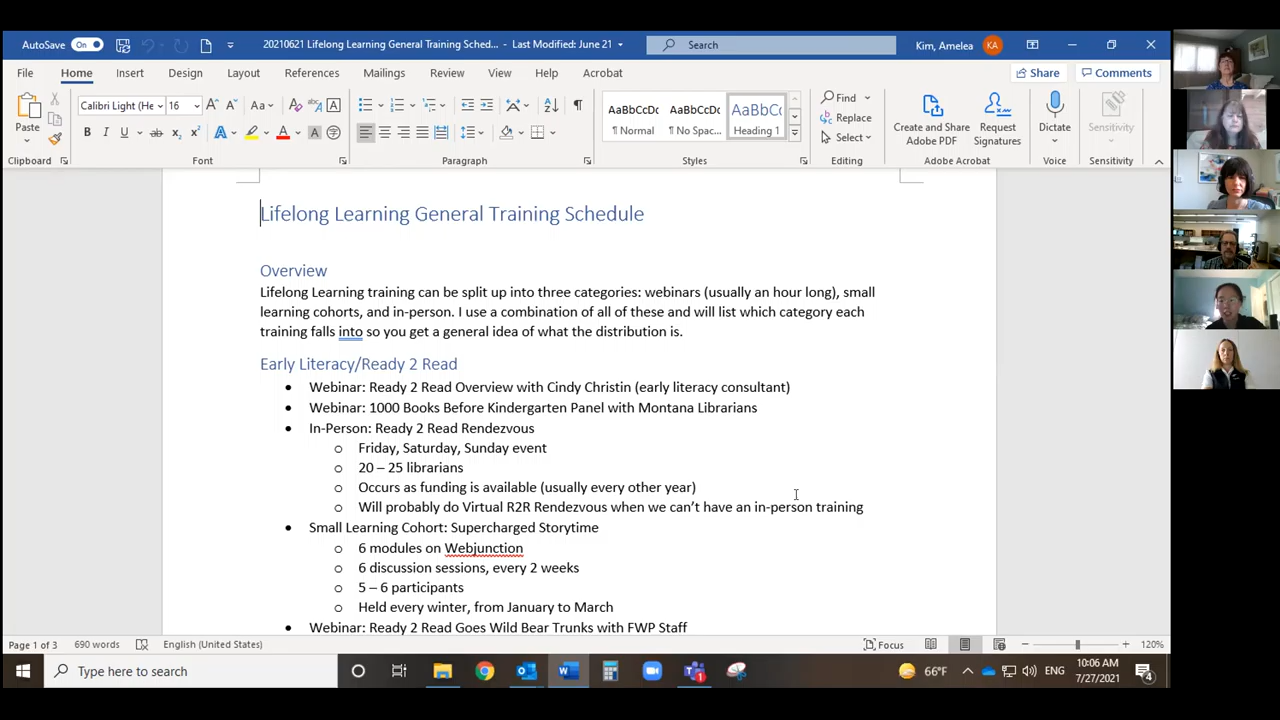 AutoSave On 20210621 Lifelong Learning General Training Sched... - Last Modified: June 21 Search Kim, Amelea KA
File Home Insert Design Layout References Mailings Review View Help Acrobat Share Comments
Calibri Light (He 16 Aa AaBbCcDc AaBbCcDc AaBbCc Find
Paste B I U ab x₂ x² A A A Normal No Spac... Heading 1 Replace Select Create and Share Adobe PDF Request Signatures Dictate Sensitivity
Clipboard Font Paragraph Styles Editing Adobe Acrobat Voice Sensitivity
Lifelong Learning General Training Schedule
Overview
Lifelong Learning training can be split up into three categories: webinars (usually an hour long), small
learning cohorts, and in-person. I use a combination of all of these and will list which category each
training falls into so you get a general idea of what the distribution is.
Early Literacy/Ready 2 Read
• Webinar: Ready 2 Read Overview with Cindy Christin (early literacy consultant)
• Webinar: 1000 Books Before Kindergarten Panel with Montana Librarians
• In-Person: Ready 2 Read Rendezvous
o Friday, Saturday, Sunday event
o 20 – 25 librarians
o Occurs as funding is available (usually every other year)
o Will probably do Virtual R2R Rendezvous when we can't have an in-person training
• Small Learning Cohort: Supercharged Storytime
o 6 modules on Webjunction
o 6 discussion sessions, every 2 weeks
o 5 – 6 participants
o Held every winter, from January to March
• Webinar: Ready 2 Read Goes Wild Bear Trunks with FWP Staff
Page 1 of 3 690 words English (United States) Focus 120%
Type here to search 66°F ENG 10:06 AM 7/27/2021 4